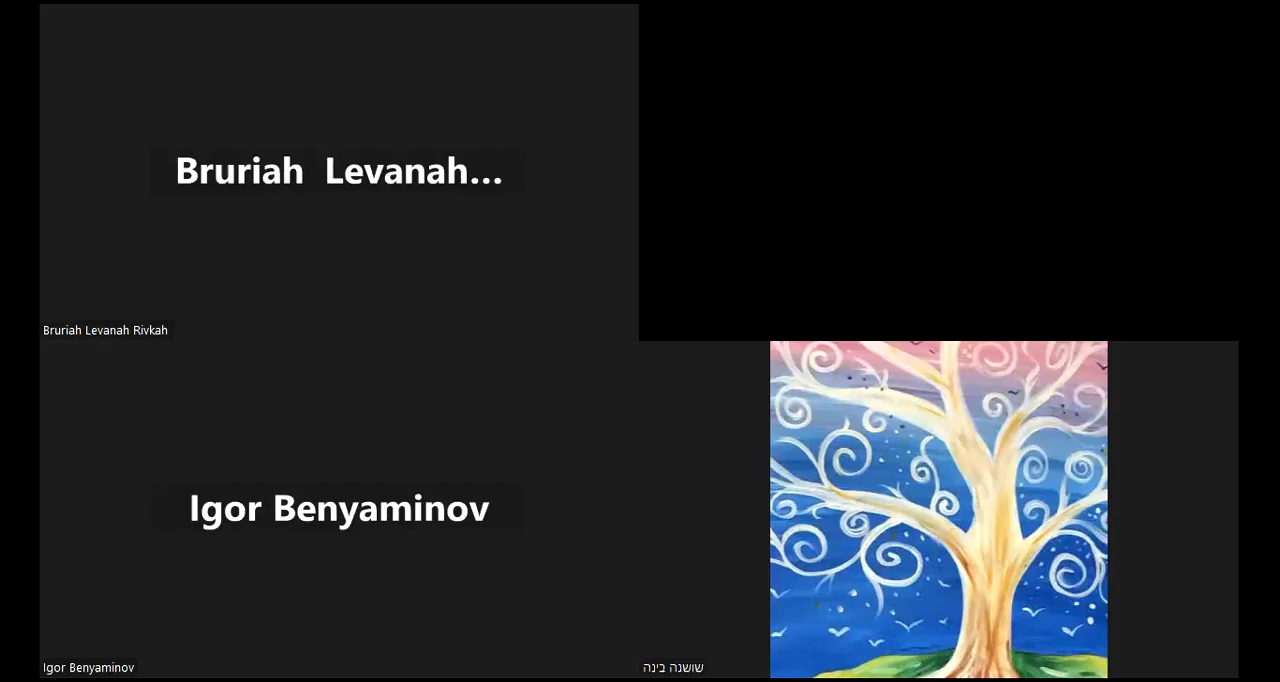 Bruriah  Levanah...
Bruriah Levanah Rivkah
Igor Benyaminov
Igor Benyaminov
שושנה בינה